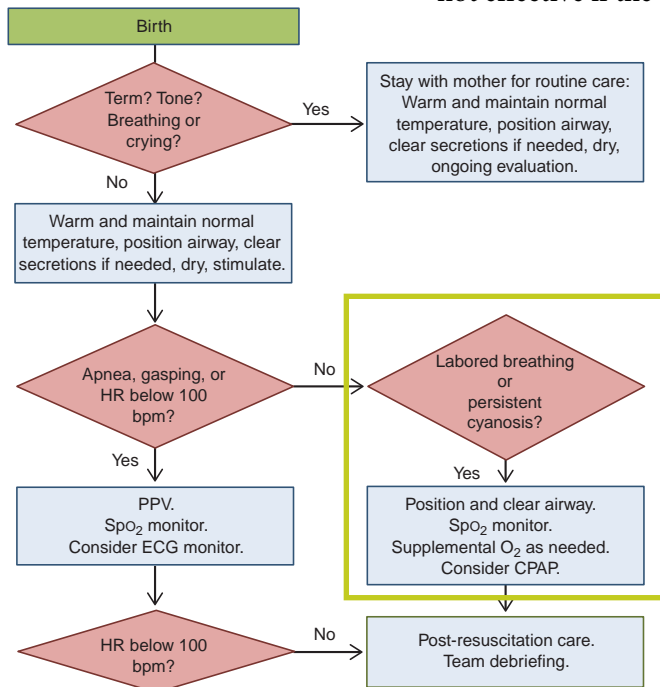 Birth
Term? Tone?
Breathing or
crying?
Yes
Stay with mother for routine care:
Warm and maintain normal
temperature, position airway,
clear secretions if needed, dry,
ongoing evaluation.
No
Warm and maintain normal
temperature, position airway, clear
secretions if needed, dry, stimulate.
Apnea, gasping, or
HR below 100
bpm?
No
Labored breathing
or
persistent
cyanosis?
Yes
Yes
PPV.
SpO₂ monitor.
Consider ECG monitor.
Position and clear airway.
SpO₂ monitor.
Supplemental O₂ as needed.
Consider CPAP.
HR below 100
bpm?
No
Post-resuscitation care.
Team debriefing.